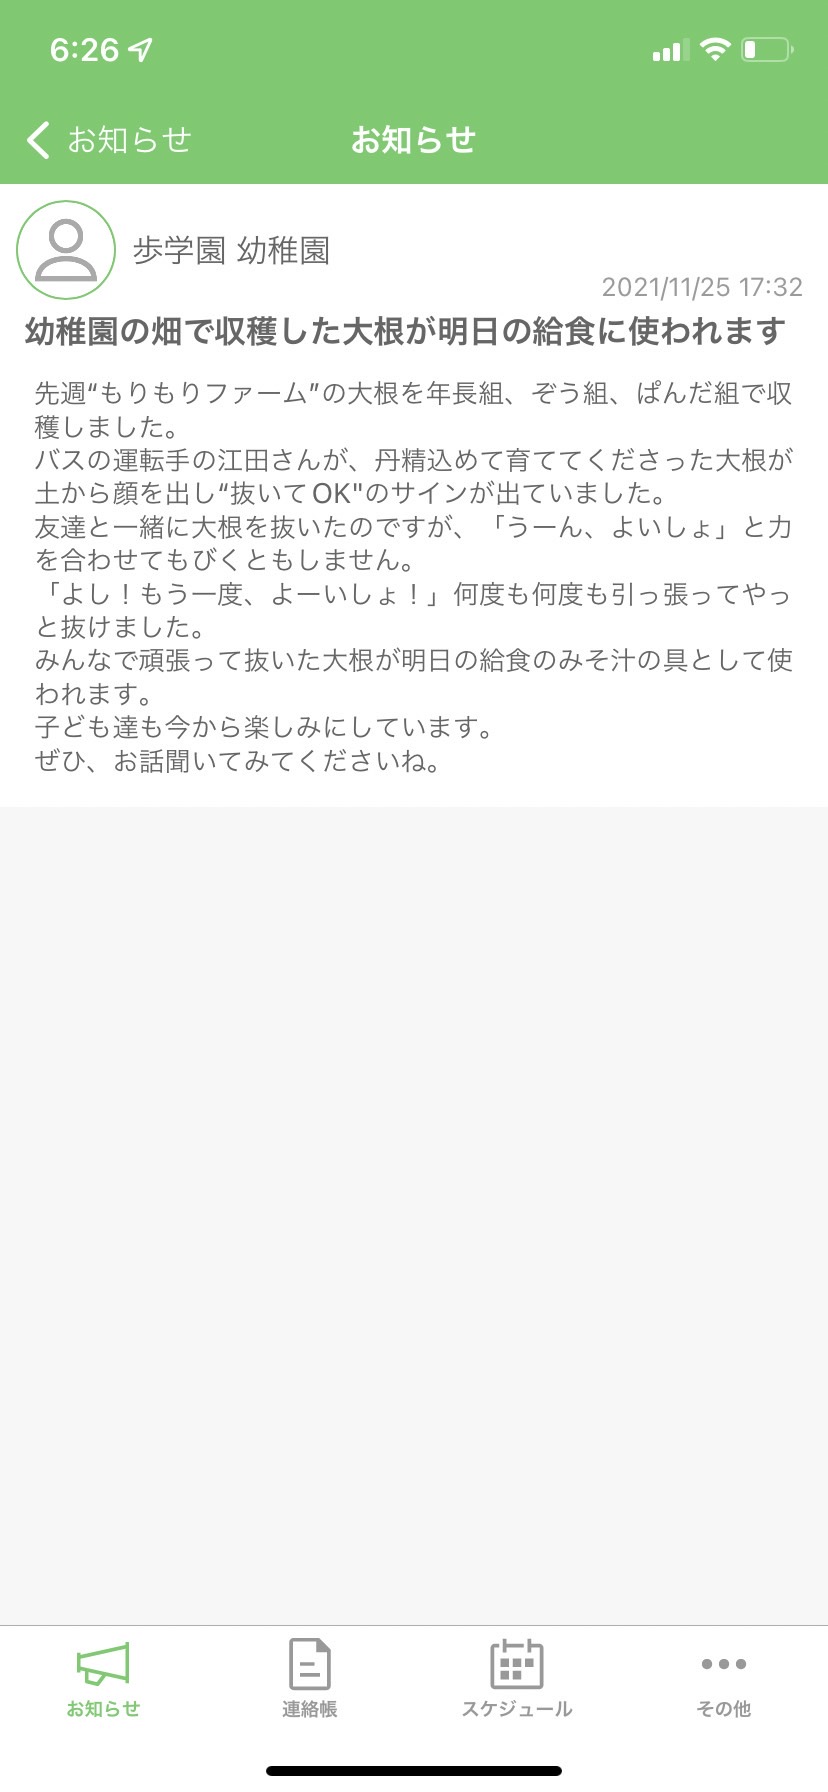 6:26
お知らせ
お知らせ
歩学園 幼稚園
2021/11/25 17:32
幼稚園の畑で収穫した大根が明日の給食に使われます
先週“もりもりファーム”の大根を年長組、ぞう組、ぱんだ組で収
穫しました。
バスの運転手の江田さんが、丹精込めて育ててくださった大根が
土から顔を出し“抜いてOK"のサインが出ていました。
友達と一緒に大根を抜いたのですが、「うーん、よいしょ」と力
を合わせてもびくともしません。
「よし！もう一度、よーいしょ！」何度も何度も引っ張ってやっ
と抜けました。
みんなで頑張って抜いた大根が明日の給食のみそ汁の具として使
われます。
子ども達も今から楽しみにしています。
ぜひ、お話聞いてみてくださいね。
お知らせ
連絡帳
スケジュール
その他